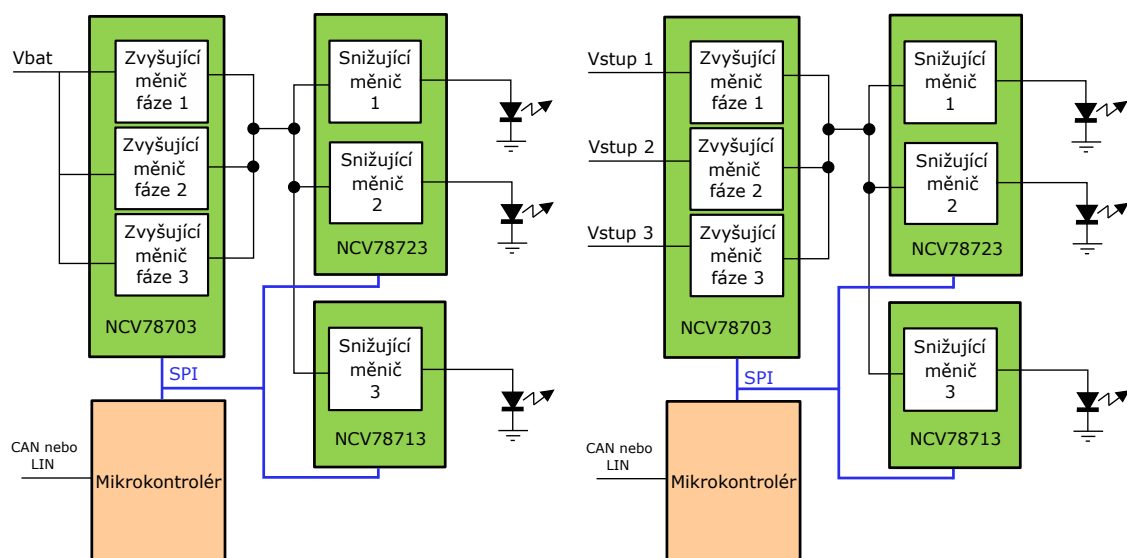 Vbat
Zvyšující
měnič
fáze 1
Zvyšující
měnič
fáze 2
Zvyšující
měnič
fáze 3
NCV78703
Snižující
měnič
1
Snižující
měnič
2
NCV78723
Snižující
měnič
3
NCV78713
SPI
CAN nebo
LIN
Mikrokontrolér
Vstup 1
Vstup 2
Vstup 3
Zvyšující
měnič
fáze 1
Zvyšující
měnič
fáze 2
Zvyšující
měnič
fáze 3
NCV78703
Snižující
měnič
1
Snižující
měnič
2
NCV78723
Snižující
měnič
3
NCV78713
SPI
CAN nebo
LIN
Mikrokontrolér